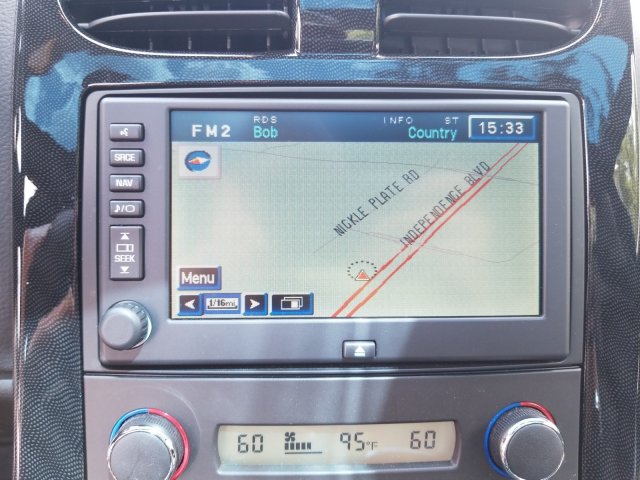 FM2 RDS Bob INFO ST Country 15:33
SRCE
NAV
SEEK
NICKLE PLATE RD
INDEPENDENCE BLVD
Menu
1/16mi
60 95°F 60